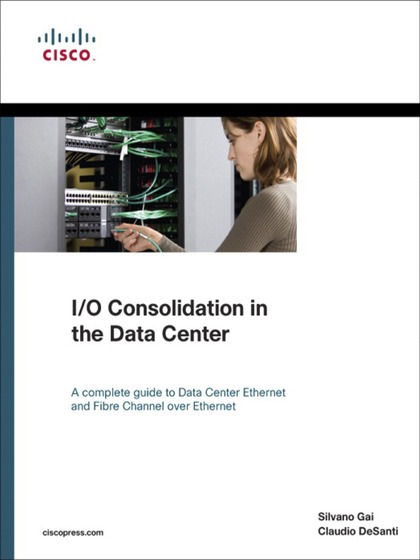 CISCO.
I/O Consolidation in
the Data Center
A complete guide to Data Center Ethernet
and Fibre Channel over Ethernet
Silvano Gai
Claudio DeSanti
ciscopress.com